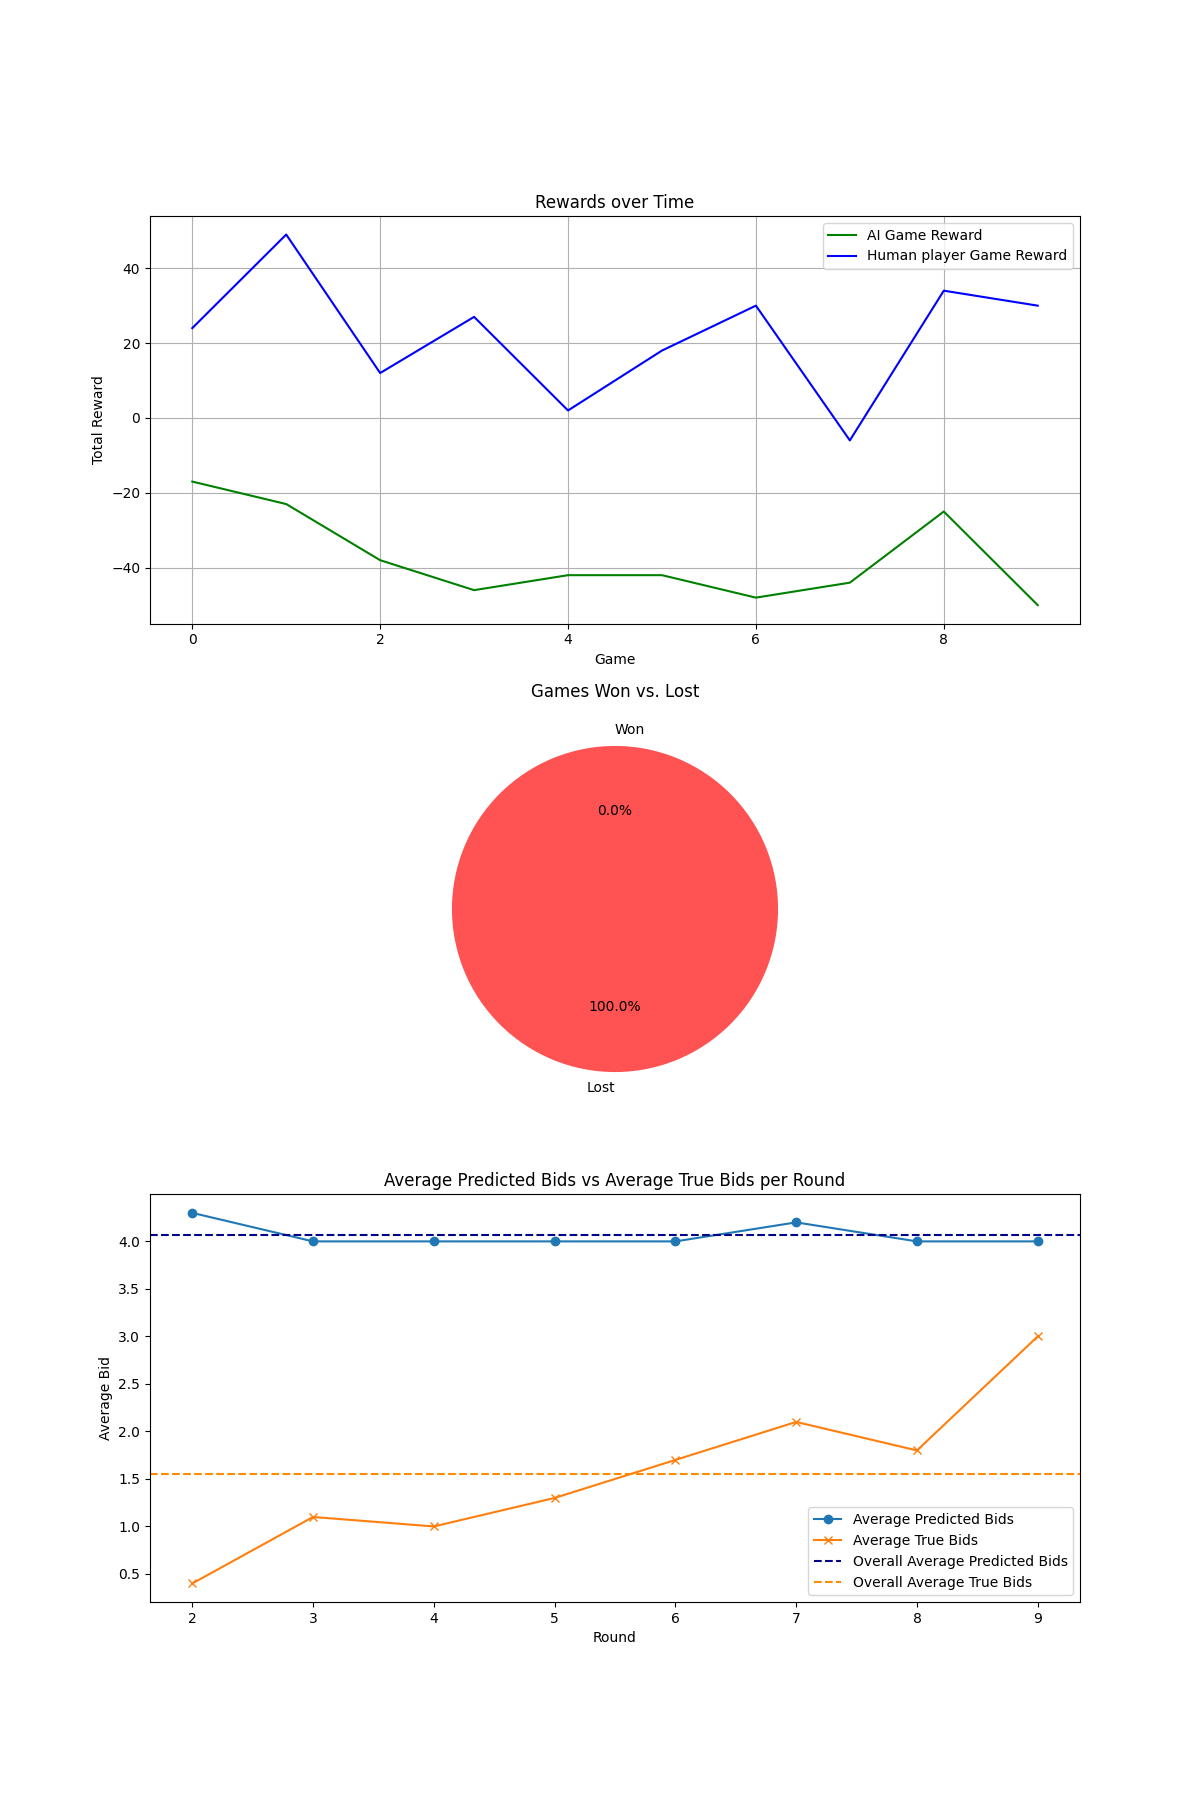 Rewards over Time
AI Game Reward
Human player Game Reward
40
20
0
−20
−40
Total Reward
0 2 4 6 8
Game
Games Won vs. Lost
Won
0.0%
100.0%
Lost
Average Predicted Bids vs Average True Bids per Round
4.0
3.5
3.0
2.5
2.0
1.5
1.0
0.5
Average Bid
Average Predicted Bids
Average True Bids
Overall Average Predicted Bids
Overall Average True Bids
2 3 4 5 6 7 8 9
Round